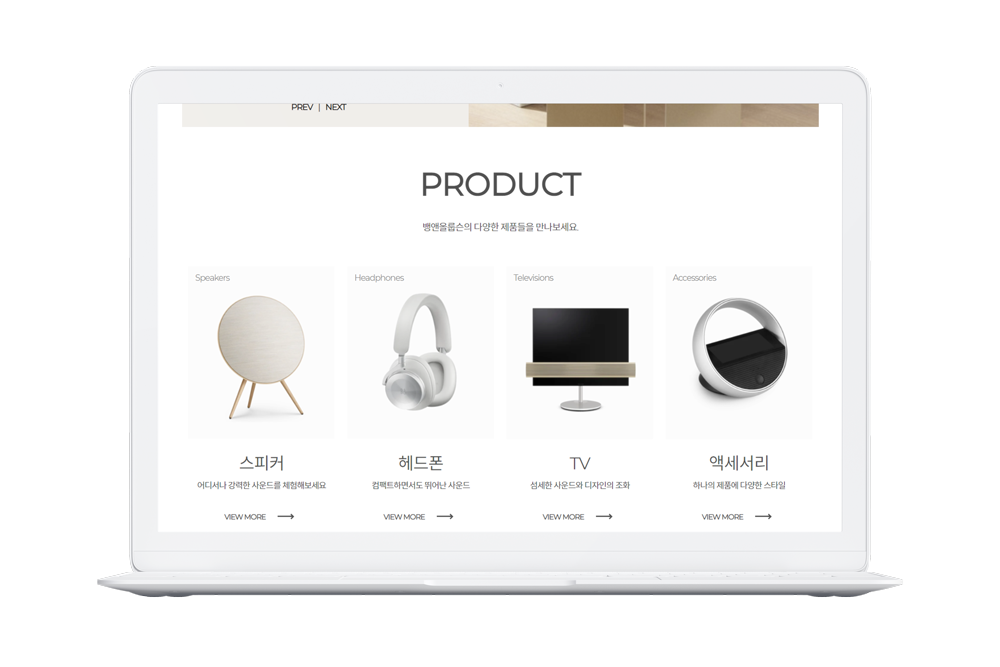 PREV | NEXT
PRODUCT
뱅앤올룹슨의 다양한 제품들을 만나보세요.
Speakers
Headphones
Televisions
Accessories
스피커
헤드폰
TV
액세서리
어디서나 강력한 사운드를 체험해보세요
컴팩트하면서도 뛰어난 사운드
섬세한 사운드와 디자인의 조화
하나의 제품에 다양한 스타일
VIEW MORE
VIEW MORE
VIEW MORE
VIEW MORE